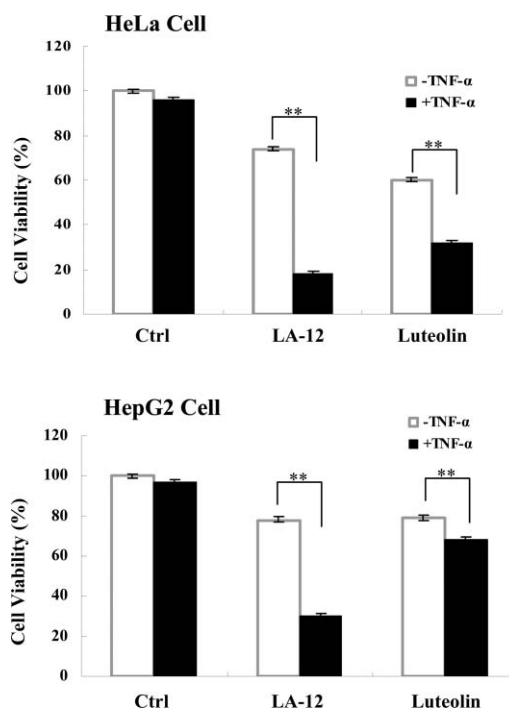 HeLa Cell
-TNF-α
+TNF-α
Cell Viability (%)
120
100
80
60
40
20
0
**
**
Ctrl
LA-12
Luteolin
HepG2 Cell
-TNF-α
+TNF-α
Cell Viability (%)
120
100
80
60
40
20
0
**
**
Ctrl
LA-12
Luteolin